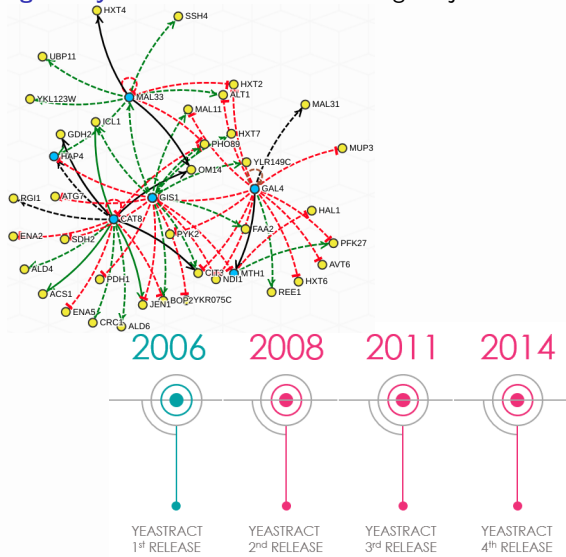 HXT4
SSH4
UBP11
HXT2
YKL123W
MAL33
ALT1
MAL11
MAL31
ICL1
GDH2
HXT7
PHO89
MUP3
HAP4
YLR149C
OM14
GAL4
RGI1
ATG7
GIS1
HAL1
CAT8
FAA2
ENA2
SDH2
PYK2
PFK27
AVT6
ALD4
CIT3
MTH1
PDH1
NDI1
HXT6
ACS1
JEN1
BOP2
YKR075C
REE1
ENA5
CRC1
ALD6
2006
2008
2011
2014
YEASTRACT
1st RELEASE
YEASTRACT
2nd RELEASE
YEASTRACT
3rd RELEASE
YEASTRACT
4th RELEASE